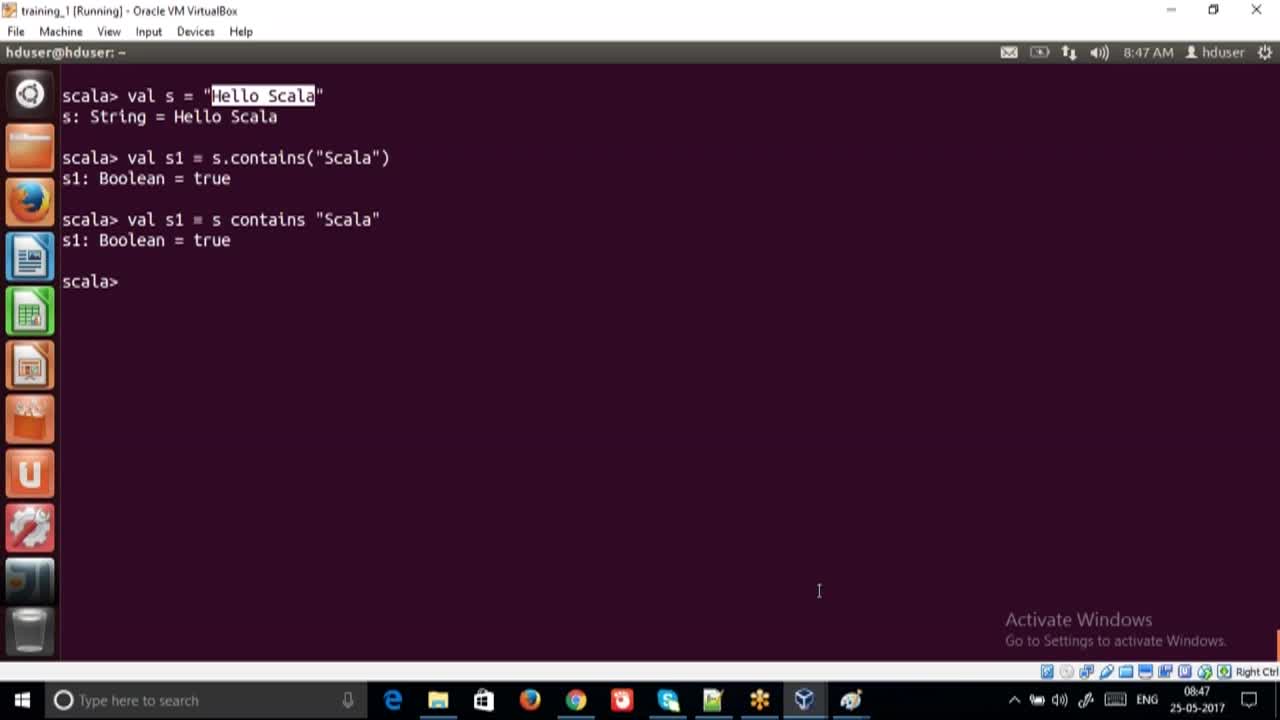 training_1 [Running] - Oracle VM VirtualBox
File Machine View Input Devices Help
hduser@hduser: ~
8:47 AM hduser
scala> val s = "Hello Scala"
s: String = Hello Scala
scala> val s1 = s.contains("Scala")
s1: Boolean = true
scala> val s1 = s contains "Scala"
s1: Boolean = true
scala>
Activate Windows
Go to Settings to activate Windows.
Right Ctrl
Type here to search
ENG
08:47
25-05-2017